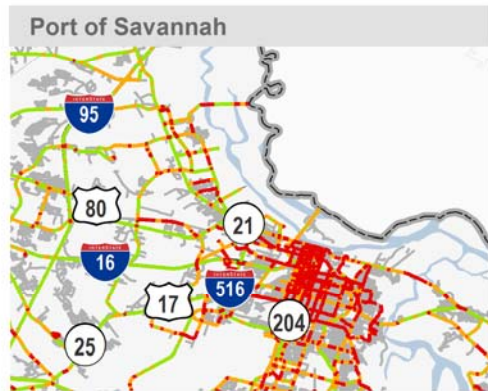 Port of Savannah
INTERSTATE
95
80
21
INTERSTATE
16
INTERSTATE
516
17
204
25